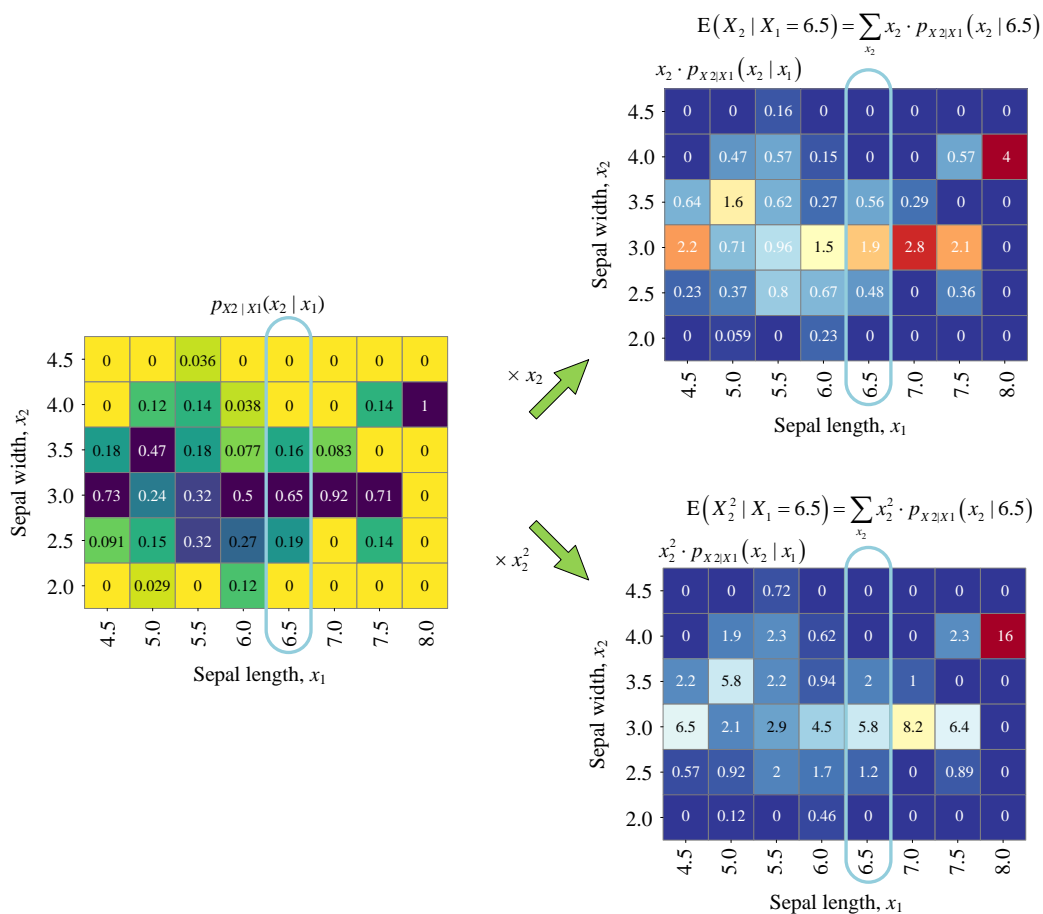 E(X₂ | X₁ = 6.5) = ∑ₓ₂ x₂ · p_X2|X1(x₂ | 6.5)
x₂ · p_X2|X1(x₂ | x₁)
4.5 0 0 0.16 0 0 0 0 0
4.0 0 0.47 0.57 0.15 0 0 0.57 4
3.5 0.64 1.6 0.62 0.27 0.56 0.29 0 0
3.0 2.2 0.71 0.96 1.5 1.9 2.8 2.1 0
2.5 0.23 0.37 0.8 0.67 0.48 0 0.36 0
2.0 0 0.059 0 0.23 0 0 0 0
Sepal width, x₂
4.5 5.0 5.5 6.0 6.5 7.0 7.5 8.0
Sepal length, x₁
p_X2 | X1(x₂ | x₁)
4.5 0 0 0.036 0 0 0 0 0
4.0 0 0.12 0.14 0.038 0 0 0.14 1
3.5 0.18 0.47 0.18 0.077 0.16 0.083 0 0
3.0 0.73 0.24 0.32 0.5 0.65 0.92 0.71 0
2.5 0.091 0.15 0.32 0.27 0.19 0 0.14 0
2.0 0 0.029 0 0.12 0 0 0 0
Sepal width, x₂
4.5 5.0 5.5 6.0 6.5 7.0 7.5 8.0
Sepal length, x₁
× x₂
× x₂²
E(X₂² | X₁ = 6.5) = ∑ₓ₂ x₂² · p_X2|X1(x₂ | 6.5)
x₂² · p_X2|X1(x₂ | x₁)
4.5 0 0 0.72 0 0 0 0 0
4.0 0 1.9 2.3 0.62 0 0 2.3 16
3.5 2.2 5.8 2.2 0.94 2 1 0 0
3.0 6.5 2.1 2.9 4.5 5.8 8.2 6.4 0
2.5 0.57 0.92 2 1.7 1.2 0 0.89 0
2.0 0 0.12 0 0.46 0 0 0 0
Sepal width, x₂
4.5 5.0 5.5 6.0 6.5 7.0 7.5 8.0
Sepal length, x₁